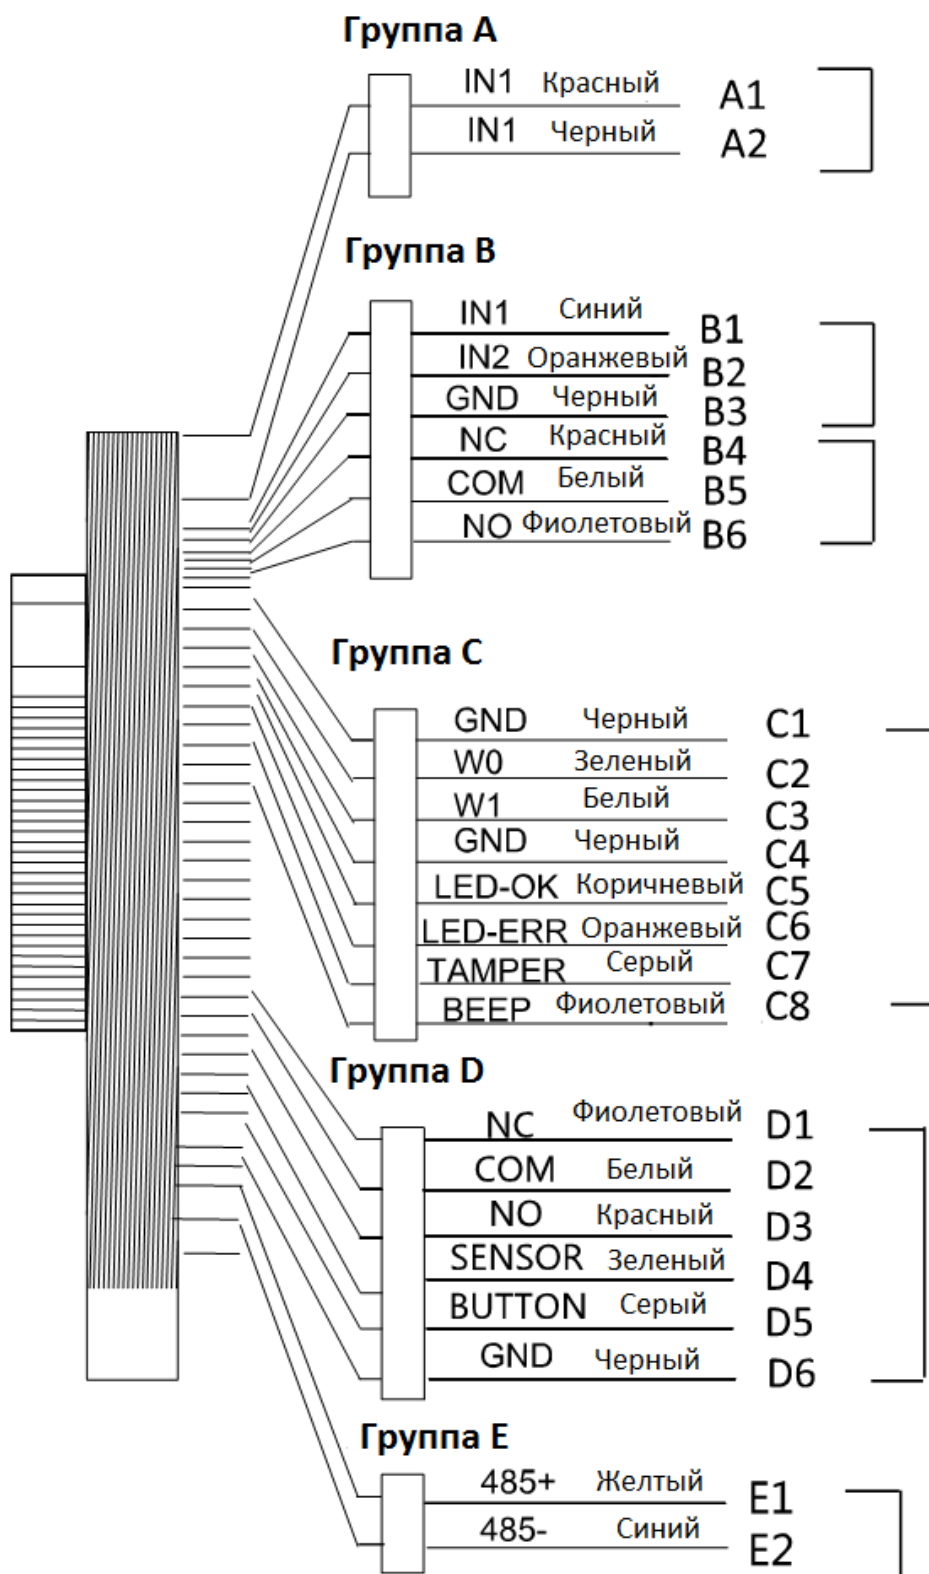 Группа A
IN1 Красный A1
IN1 Черный A2
Группа B
IN1 Синий B1
IN2 Оранжевый B2
GND Черный B3
NC Красный B4
COM Белый B5
NO Фиолетовый B6
Группа C
GND Черный C1
W0 Зеленый C2
W1 Белый C3
GND Черный C4
LED-OK Коричневый C5
LED-ERR Оранжевый C6
TAMPER Серый C7
BEEP Фиолетовый C8
Группа D
NC Фиолетовый D1
COM Белый D2
NO Красный D3
SENSOR Зеленый D4
BUTTON Серый D5
GND Черный D6
Группа E
485+ Желтый E1
485- Синий E2